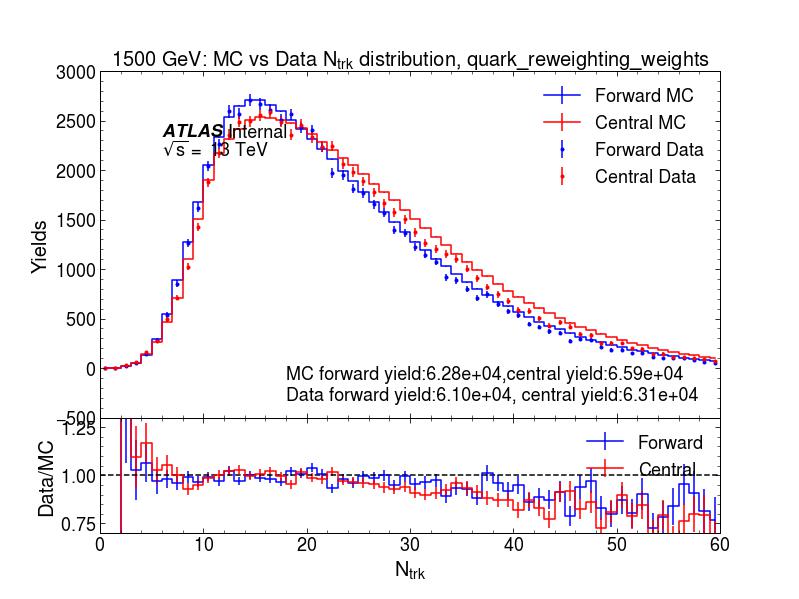 1500 GeV: MC vs Data Ntrk distribution, quark_reweighting_weights
3000
2500
2000
1500
1000
500
0
−500
Yields
ATLAS Internal
√s = 13 TeV
Forward MC
Central MC
Forward Data
Central Data
MC forward yield:6.28e+04,central yield:6.59e+04
Data forward yield:6.10e+04, central yield:6.31e+04
1.25
1.00
0.75
Data/MC
Forward
Central
0 10 20 30 40 50 60
Ntrk